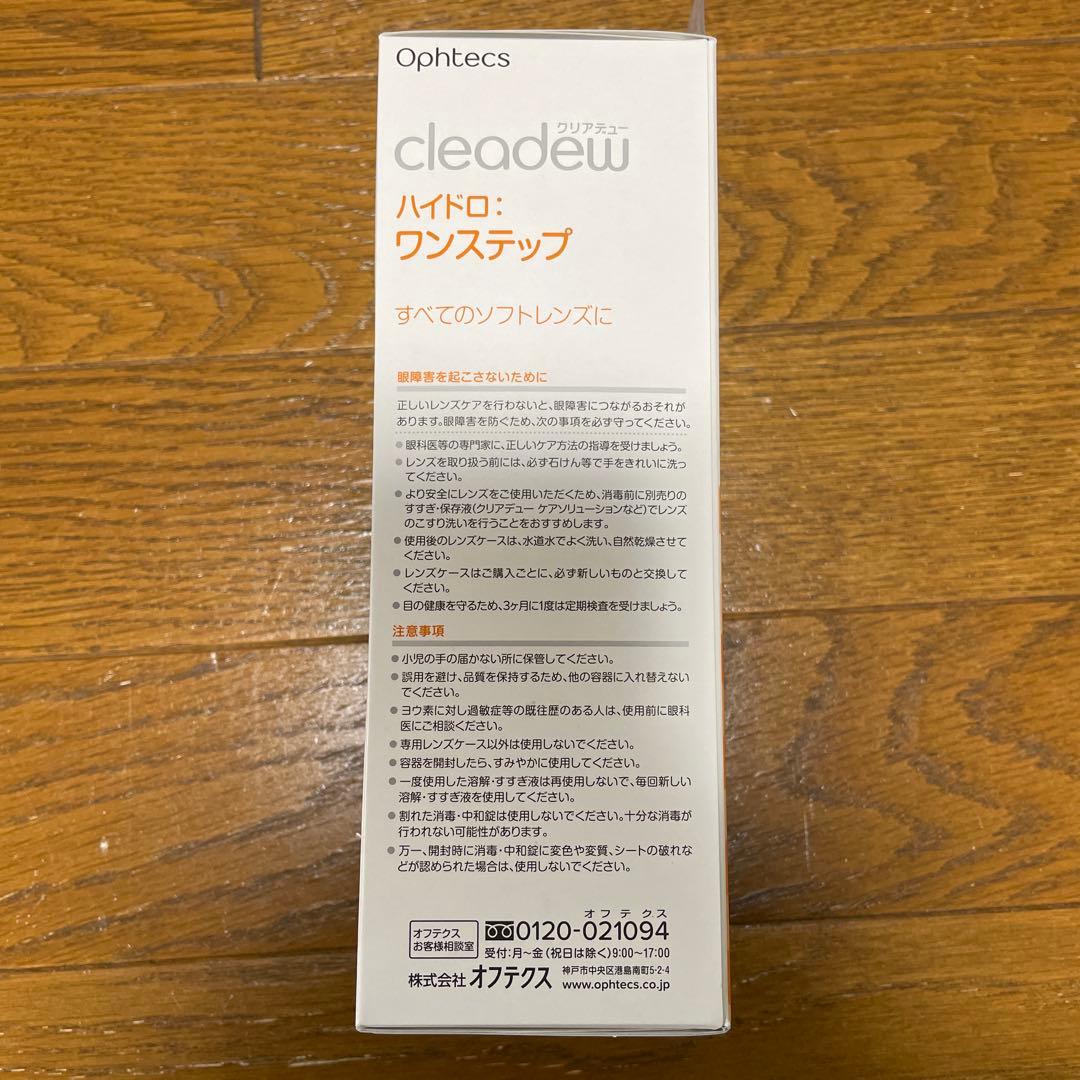 Ophtecs
クリアデュー
cleadew
ハイドロ:
ワンステップ
すべてのソフトレンズに
眼障害を起こさないために
正しいレンズケアを行わないと、眼障害につながるおそれが
あります。眼障害を防ぐため、次の事項を必ず守ってください。
●眼科医等の専門家に、正しいケア方法の指導を受けましょう。
●レンズを取り扱う前には、必ず石けん等で手をきれいに洗っ
てください。
●より安全にレンズをご使用いただくため、消毒前に別売りの
すすぎ・保存液(クリアデュー ケアソリューションなど)でレンズ
のこすり洗いを行うことをおすすめします。
●使用後のレンズケースは、水道水でよく洗い、自然乾燥させて
ください。
●レンズケースはご購入ごとに、必ず新しいものと交換して
ください。
●目の健康を守るため、3ヶ月に1度は定期検査を受けましょう。
注意事項
●小児の手の届かない所に保管してください。
●誤用を避け、品質を保持するため、他の容器に入れ替えない
でください。
●ヨウ素に対し過敏症等の既往歴のある人は、使用前に眼科
医にご相談ください。
●専用レンズケース以外は使用しないでください。
●容器を開封したら、すみやかに使用してください。
●一度使用した溶解・すすぎ液は再使用しないで、毎回新しい
溶解・すすぎ液を使用してください。
●割れた消毒・中和錠は使用しないでください。十分な消毒が
行われない可能性があります。
●万一、開封時に消毒・中和錠に変色や変質、シートの破れな
どが認められた場合は、使用しないでください。
オフテクス
お客様相談室
オフテクス
0120-021094
受付:月〜金(祝日は除く)9:00〜17:00
株式会社オフテクス
神戸市中央区港島南町5-2-4
www.ophtecs.co.jp